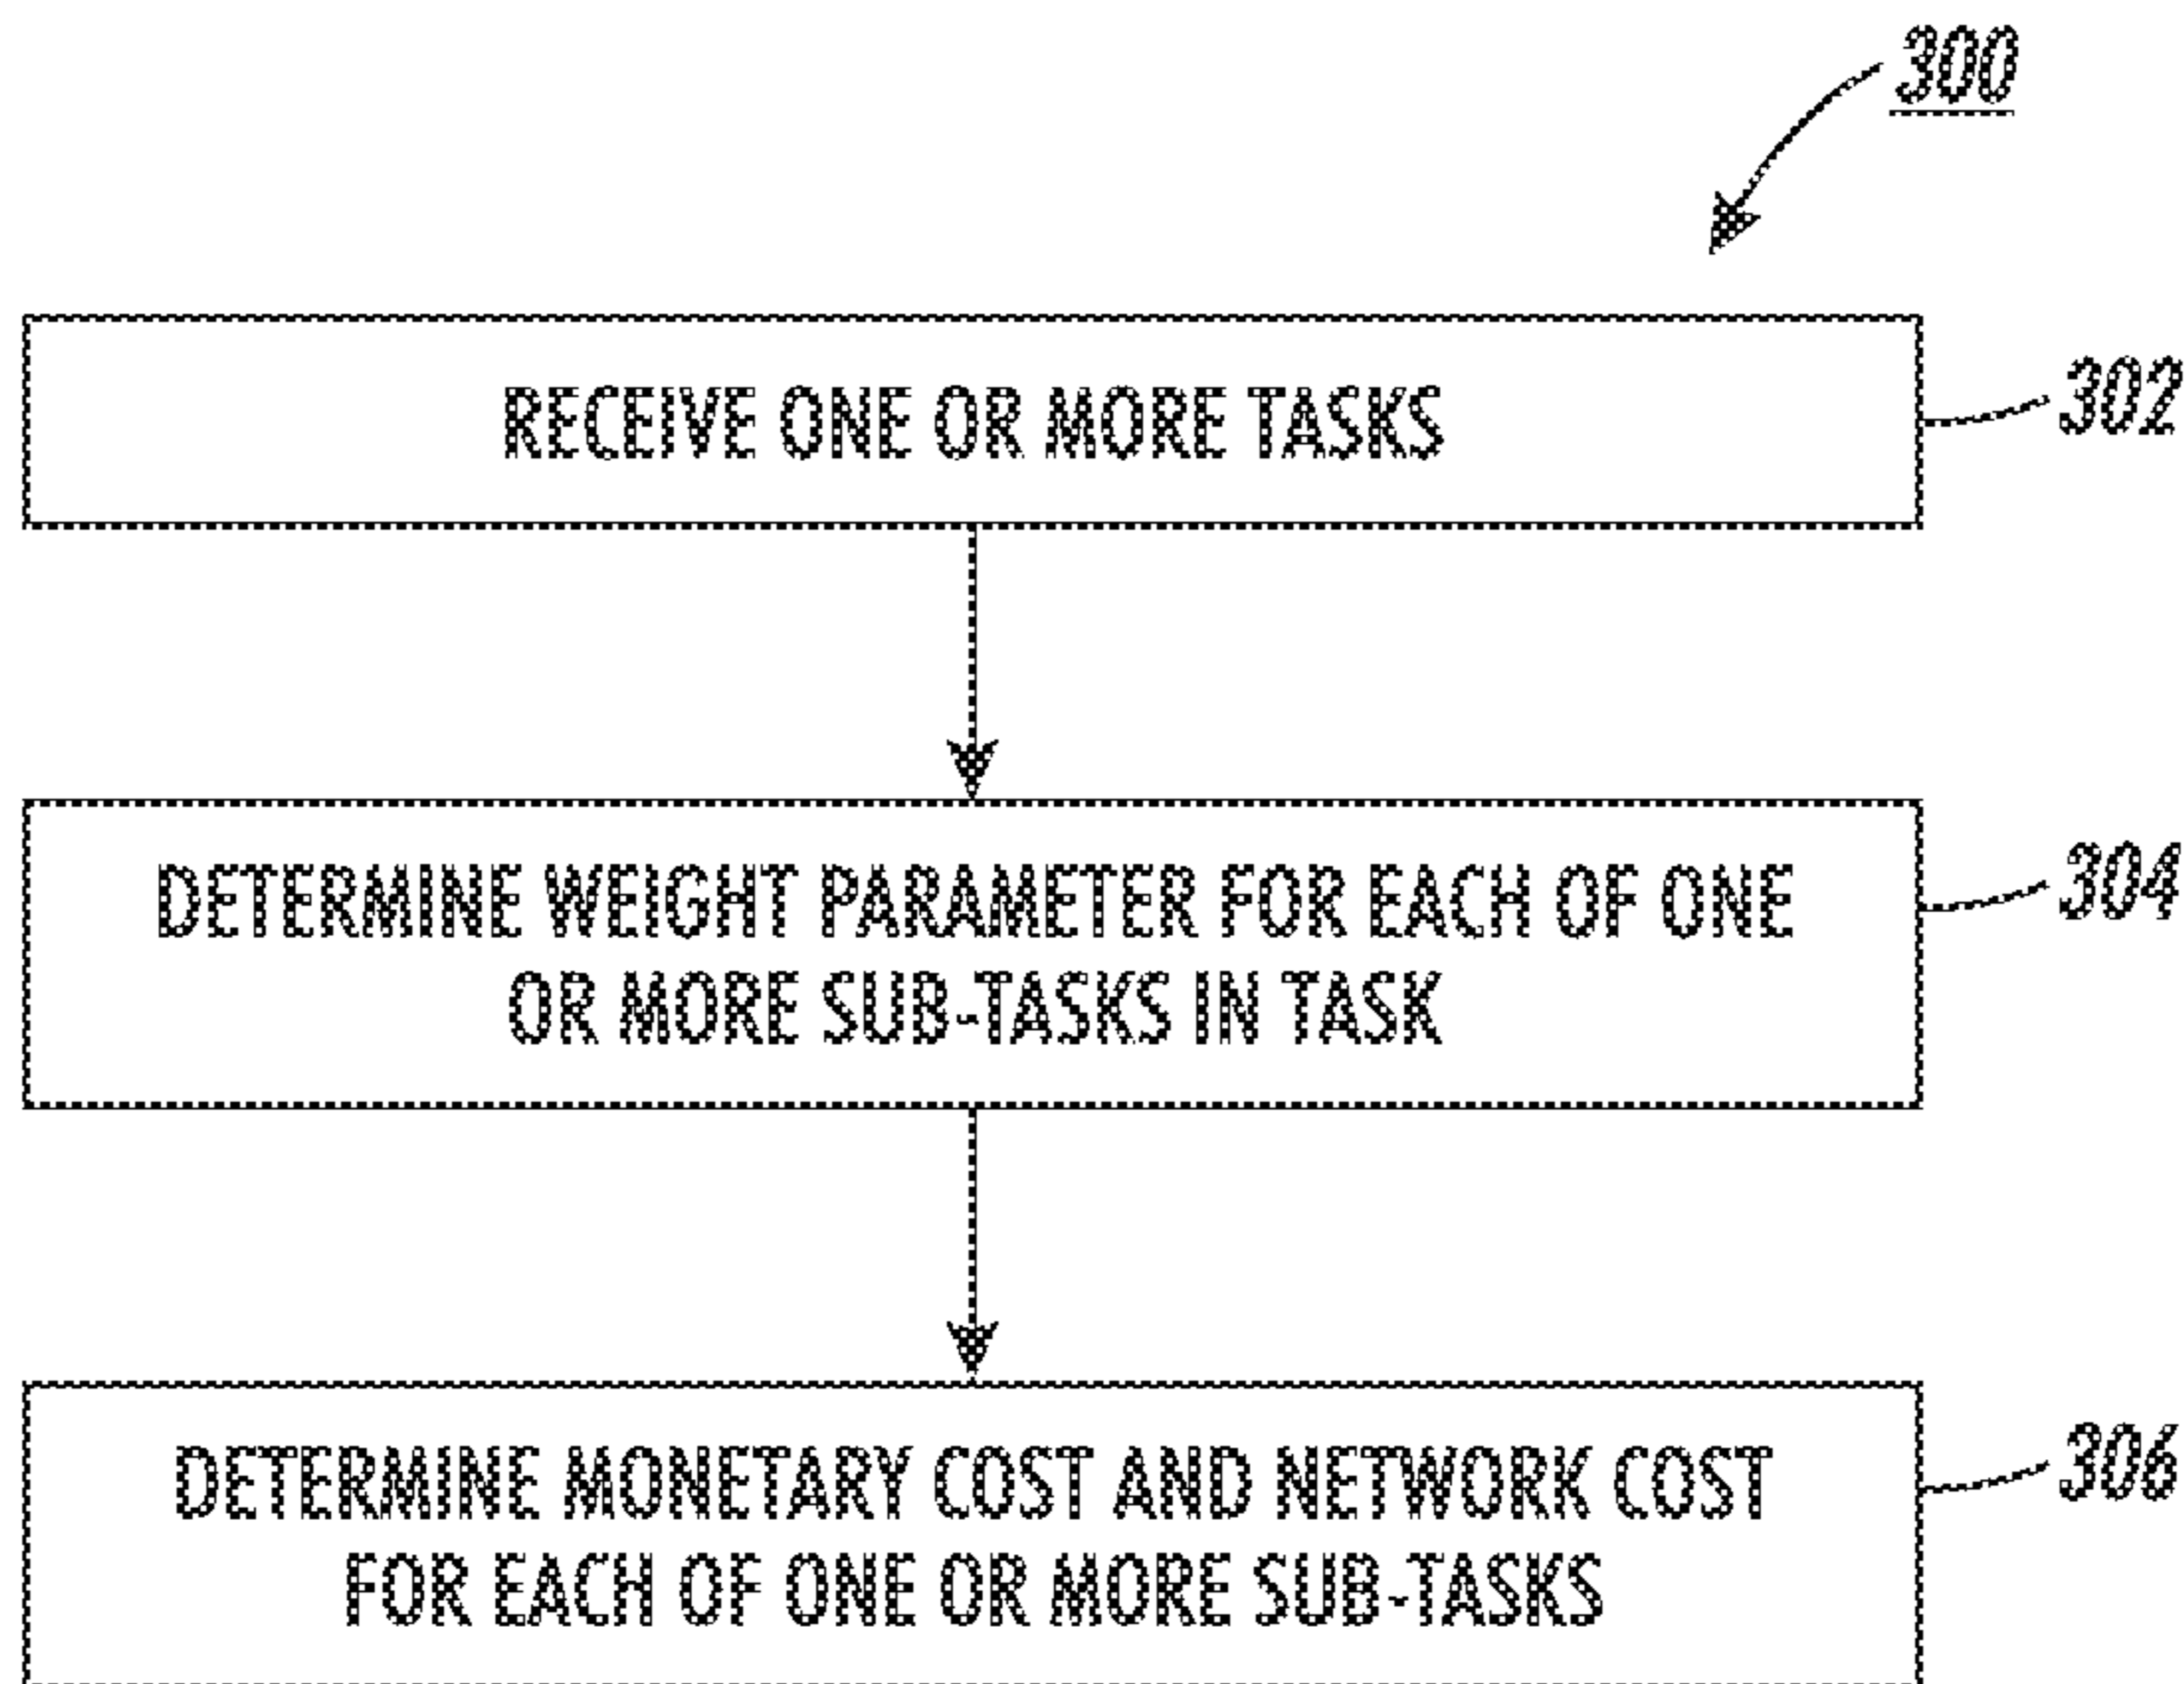 300
RECEIVE ONE OR MORE TASKS
302
DETERMINE WEIGHT PARAMETER FOR EACH OF ONE
OR MORE SUB-TASKS IN TASK
304
DETERMINE MONETARY COST AND NETWORK COST
FOR EACH OF ONE OR MORE SUB-TASKS
306